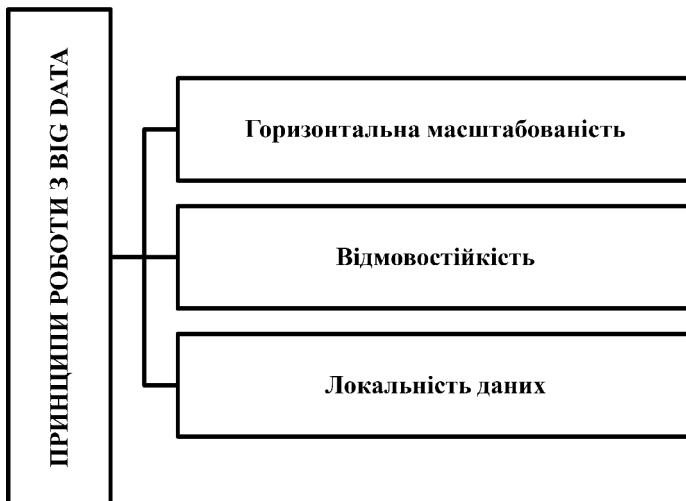 ПРИНЦИПИ РОБОТИ З BIG DATA
Горизонтальна масштабованість
Відмовостійкість
Локальність даних